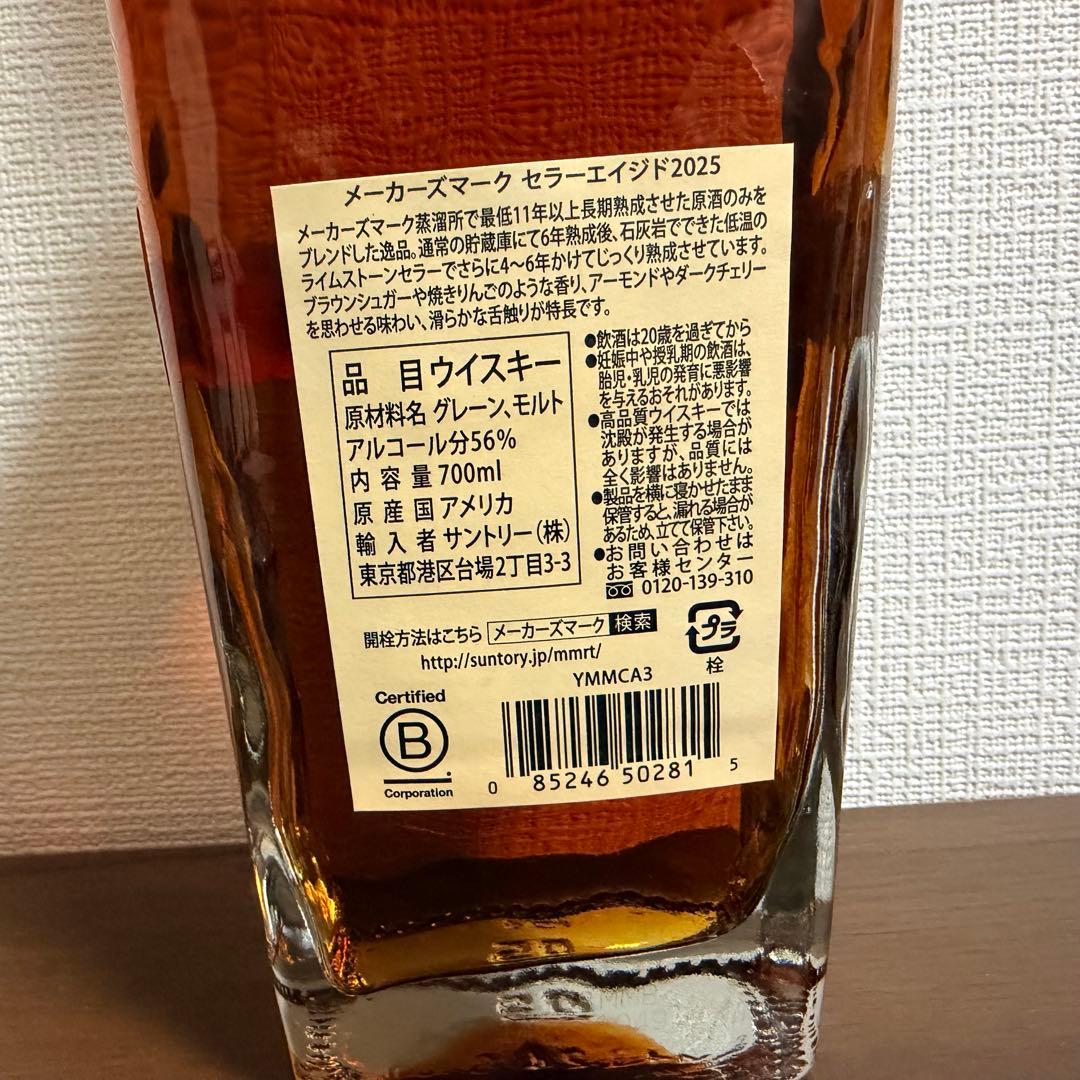 メーカーズマーク セラーエイジド2025
メーカーズマーク蒸溜所で最低11年以上長期熟成させた原酒のみを
ブレンドした逸品。通常の貯蔵庫にて6年熟成後、石灰岩でできた低温の
ライムストーンセラーでさらに4～6年かけてじっくり熟成させています。
ブラウンシュガーや焼きりんごのような香り、アーモンドやダークチェリー
を思わせる味わい、滑らかな舌触りが特長です。
品 目 ウイスキー
原材料名 グレーン、モルト
アルコール分56%
内容量 700ml
原産国 アメリカ
輸入者 サントリー(株)
東京都港区台場2丁目3-3
●飲酒は20歳を過ぎてから
●妊娠中や授乳期の飲酒は、
胎児・乳児の発育に悪影響
を与えるおそれがあります。
●高品質ウイスキーでは
沈殿が発生する場合が
ありますが、品質には
全く影響はありません。
●製品を横に寝かせたまま
保管すると、漏れる場合が
あるため、立てて保管下さい。
●お問い合わせは
お客様センター
0120-139-310
開栓方法はこちら メーカーズマーク 検索
http://suntory.jp/mmrt/
プラ
栓
YMMCA3
Certified
B
Corporation
0 85246 50281 5